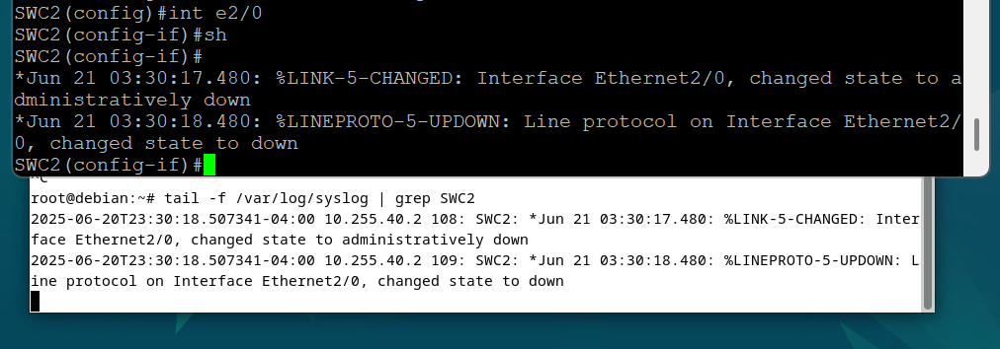 SWC2(config)#int e2/0
SWC2(config-if)#sh
SWC2(config-if)#
*Jun 21 03:30:17.480: %LINK-5-CHANGED: Interface Ethernet2/0, changed state to a
dministratively down
*Jun 21 03:30:18.480: %LINEPROTO-5-UPDOWN: Line protocol on Interface Ethernet2/
0, changed state to down
SWC2(config-if)#
^C
root@debian:~# tail -f /var/log/syslog | grep SWC2
2025-06-20T23:30:18.507341-04:00 10.255.40.2 108: SWC2: *Jun 21 03:30:17.480: %LINK-5-CHANGED: Inter
face Ethernet2/0, changed state to administratively down
2025-06-20T23:30:18.507341-04:00 10.255.40.2 109: SWC2: *Jun 21 03:30:18.480: %LINEPROTO-5-UPDOWN: L
ine protocol on Interface Ethernet2/0, changed state to down